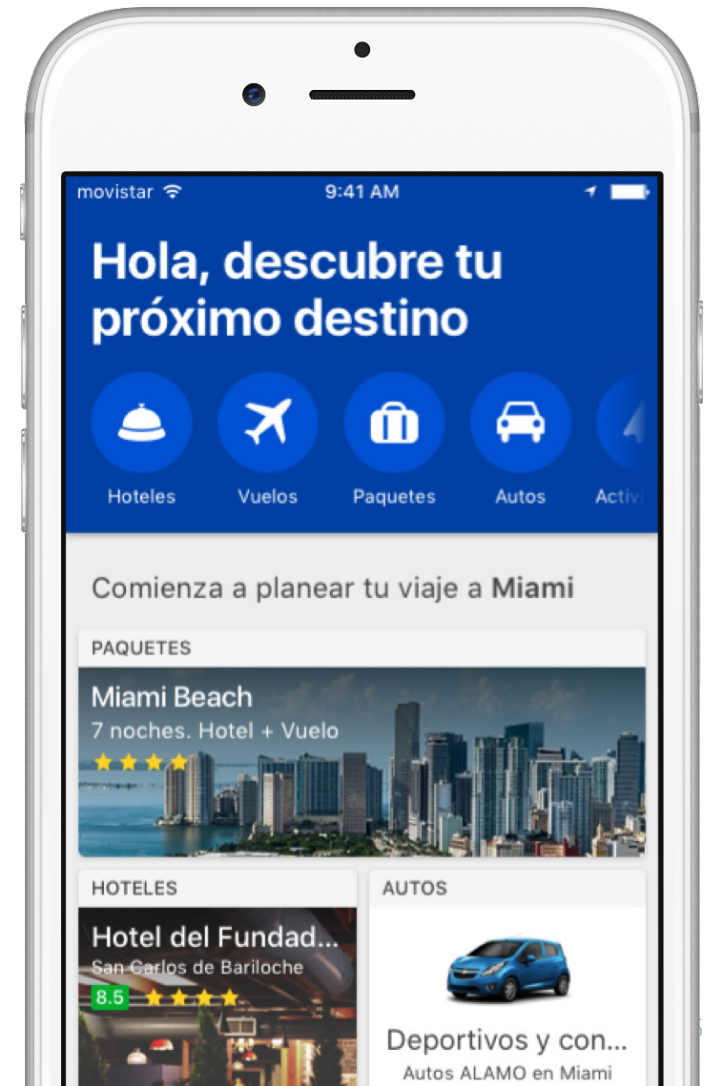 movistar 9:41 AM
Hola, descubre tu
próximo destino
Hoteles Vuelos Paquetes Autos Activi
Comienza a planear tu viaje a Miami
PAQUETES
Miami Beach
7 noches. Hotel + Vuelo
HOTELES
Hotel del Fundad...
San Carlos de Bariloche
8.5
AUTOS
Deportivos y con...
Autos ALAMO en Miami